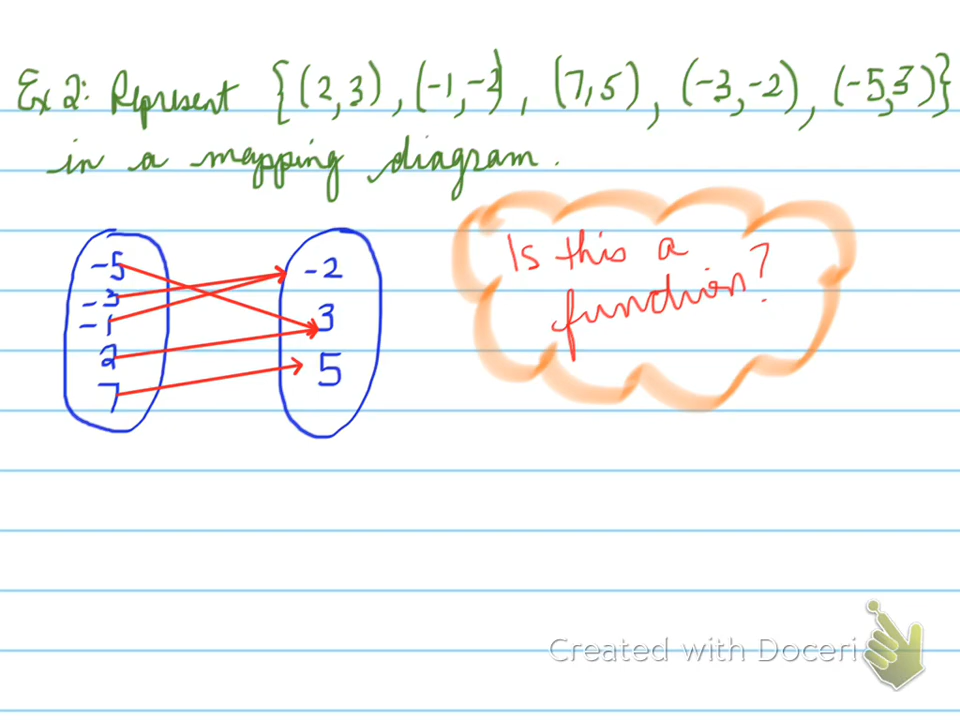 Ex 2: Represent {(2,3), (-1,-2), (7,5), (-3,-2), (-5,3)}
in a mapping diagram.
Is this a
function?
-5
-3
-1
2
7
-2
3
5
Created with Doceri